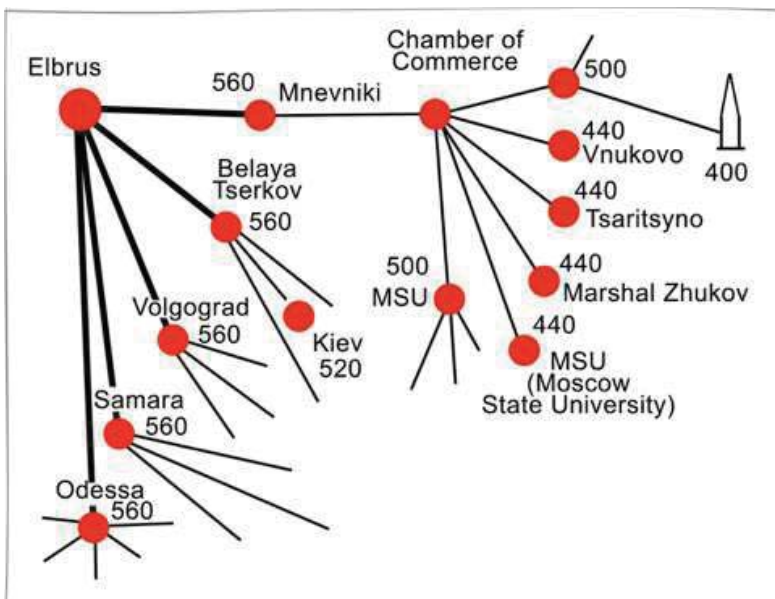 Chamber of
Commerce
Elbrus
560
Mnevniki
500
440
Vnukovo
400
Belaya
Tserkov
560
440
Tsaritsyno
500
MSU
440
Marshal Zhukov
Volgograd
560
Kiev
520
440
MSU
(Moscow
State University)
Samara
560
Odessa
560